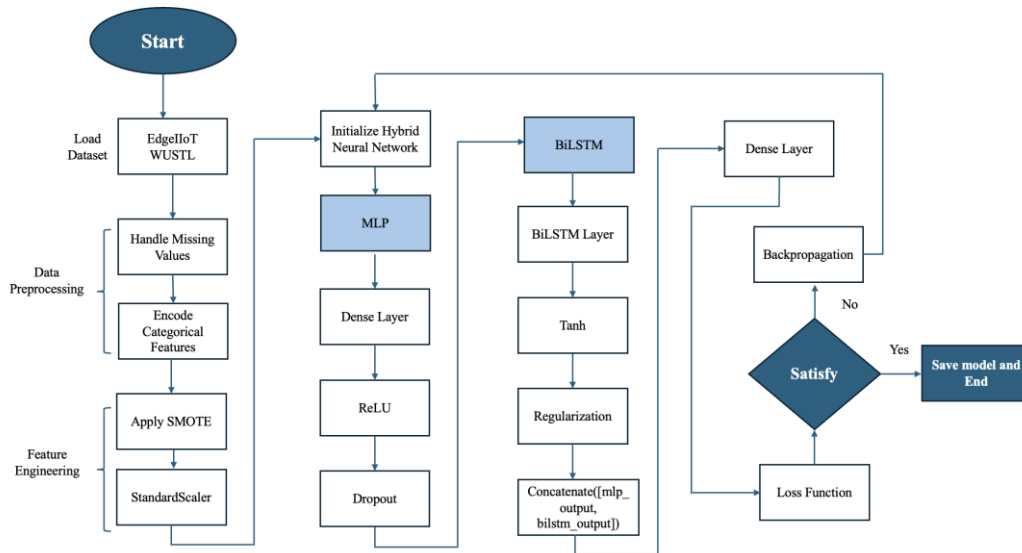 Start
Load
Dataset
EdgeIIoT
WUSTL
Data
Preprocessing
Handle Missing
Values
Encode
Categorical
Features
Feature
Engineering
Apply SMOTE
StandardScaler
Initialize Hybrid
Neural Network
MLP
Dense Layer
ReLU
Dropout
BiLSTM
BiLSTM Layer
Tanh
Regularization
Concatenate([mlp_
output,
bilstm_output])
Dense Layer
Backpropagation
No
Satisfy
Yes
Save model and
End
Loss Function